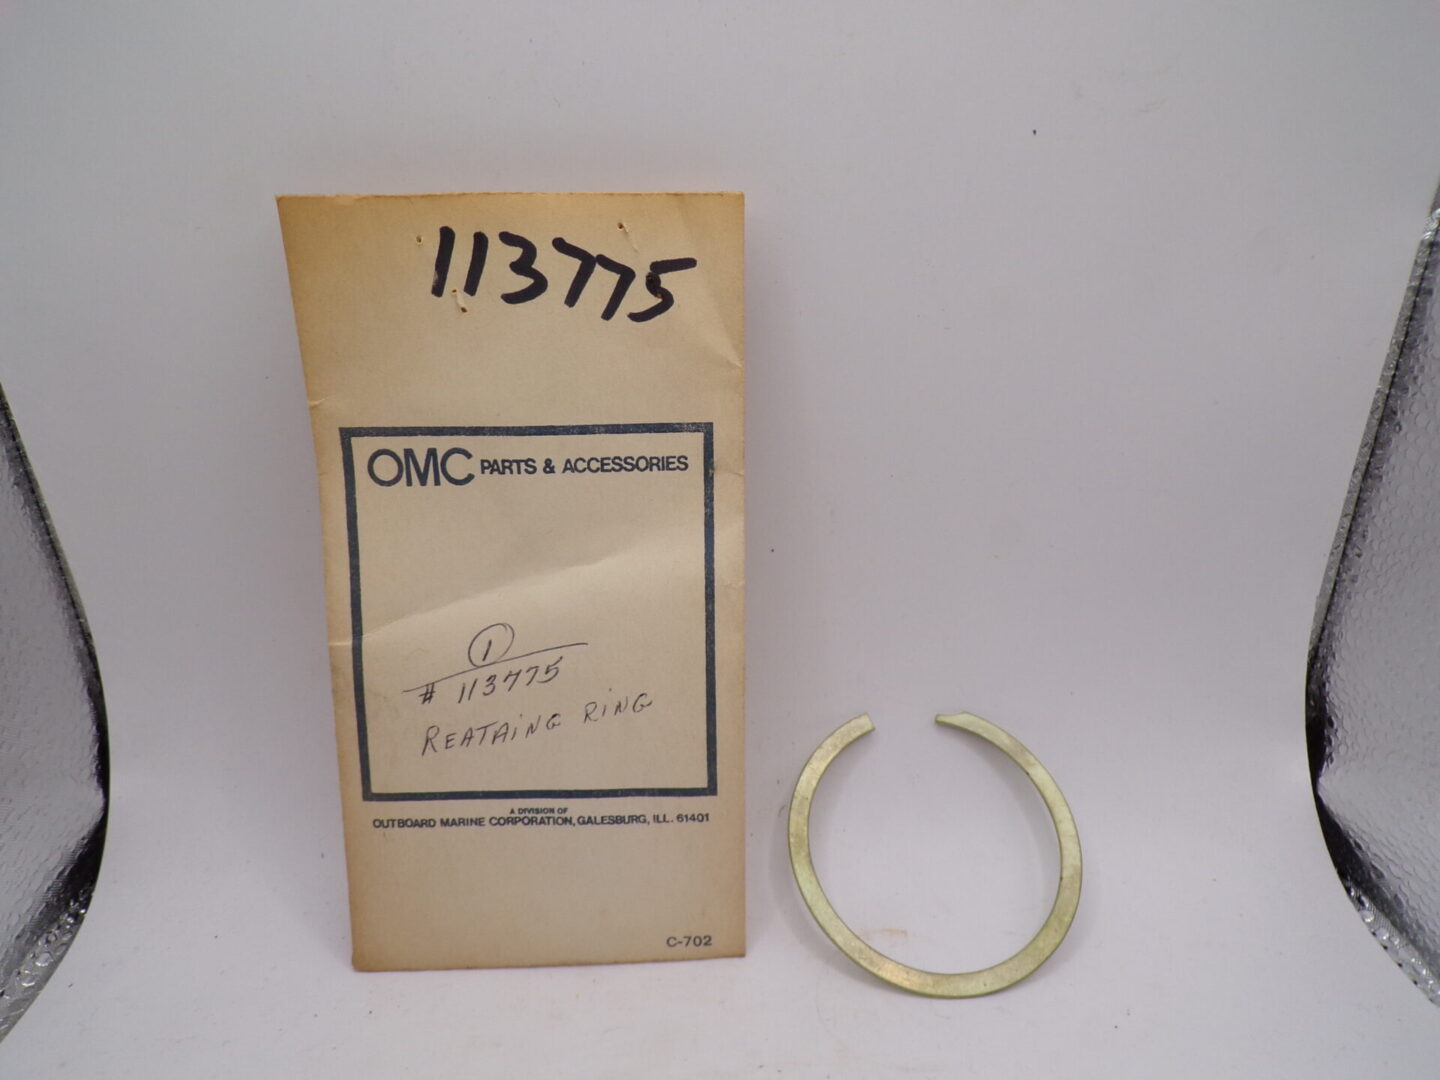 113775
OMC PARTS & ACCESSORIES
1
# 113775
REATAiNG RiNG
A DIVISION OF
OUTBOARD MARINE CORPORATION, GALESBURG, ILL. 61401
C-702